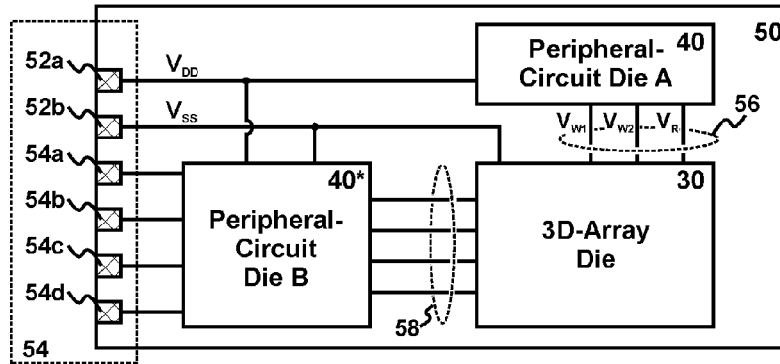 50
52a
V_DD
Peripheral-
Circuit Die A
40
52b
V_SS
V_W1
V_W2
V_R
56
54a
54b
54c
54d
40*
Peripheral-
Circuit
Die B
30
3D-Array
Die
58
54